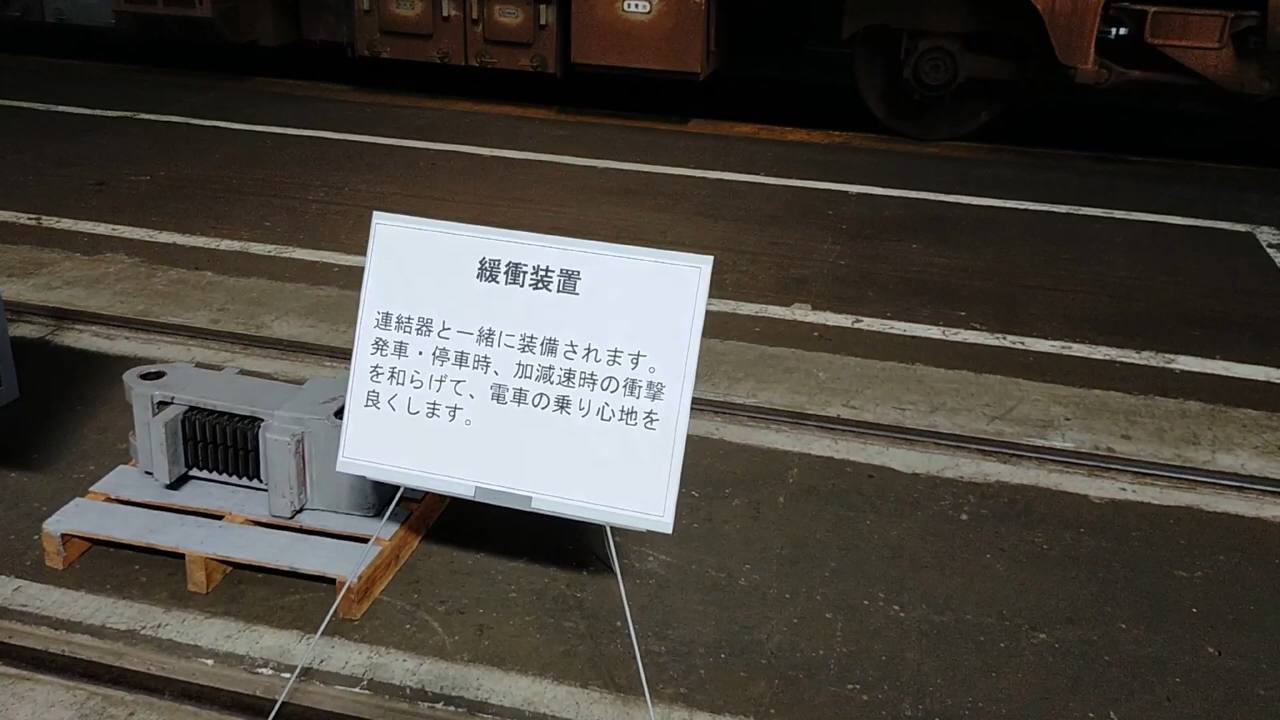 緩衝装置
連結器と一緒に装備されます。
発車・停車時、加減速時の衝撃
を和らげて、電車の乗り心地を
良くします。